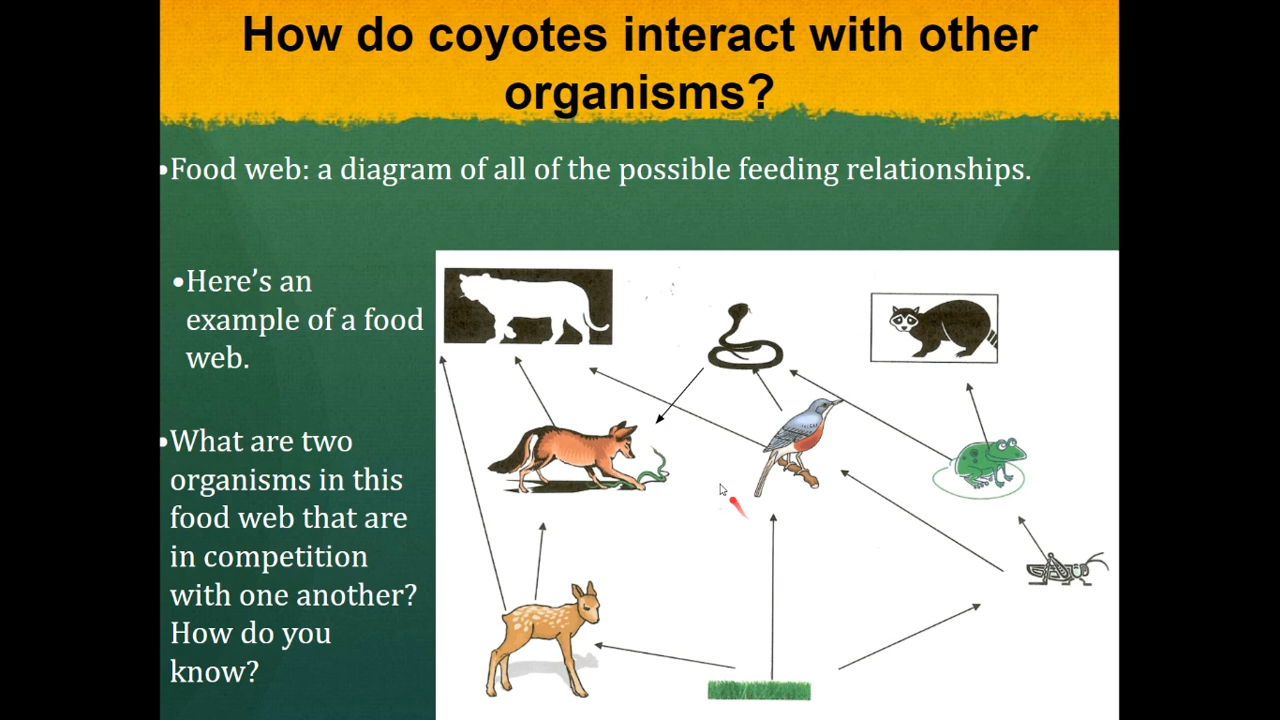 How do coyotes interact with other
organisms?
•Food web: a diagram of all of the possible feeding relationships.
•Here’s an
example of a food
web.
•What are two
organisms in this
food web that are
in competition
with one another?
How do you
know?